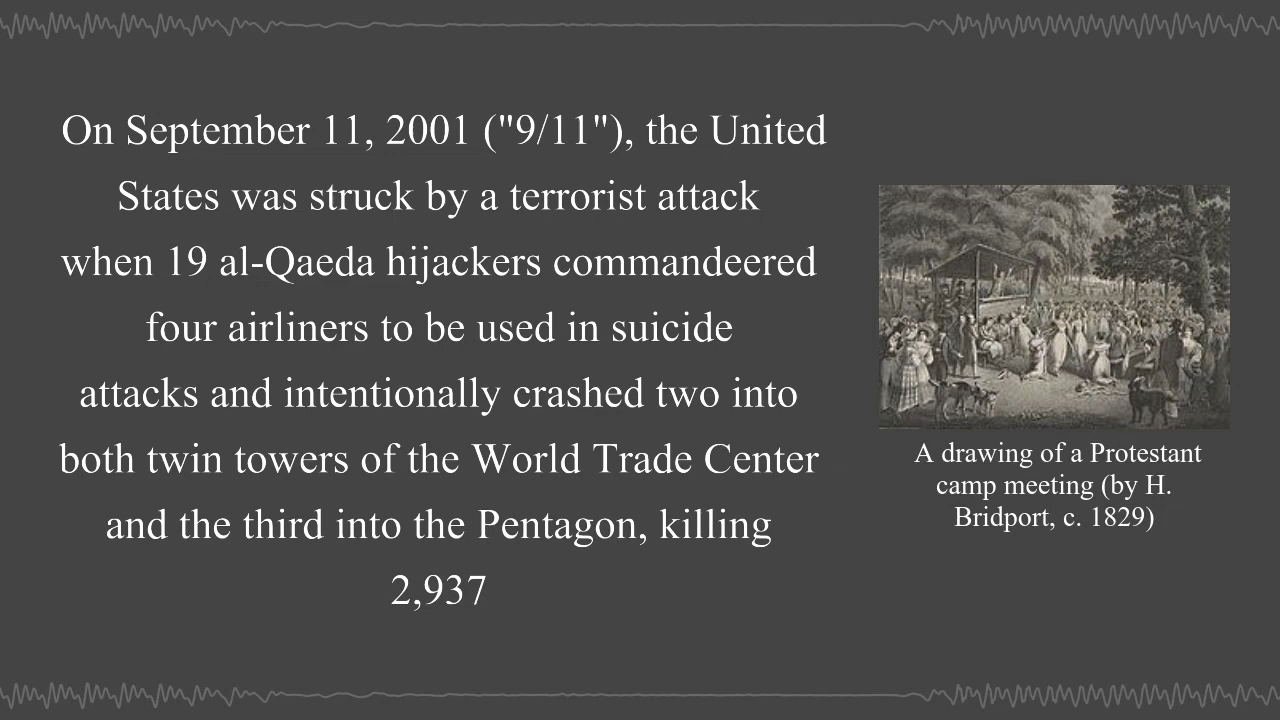 On September 11, 2001 ("9/11"), the United
States was struck by a terrorist attack
when 19 al-Qaeda hijackers commandeered
four airliners to be used in suicide
attacks and intentionally crashed two into
both twin towers of the World Trade Center
and the third into the Pentagon, killing
2,937
A drawing of a Protestant
camp meeting (by H.
Bridport, c. 1829)